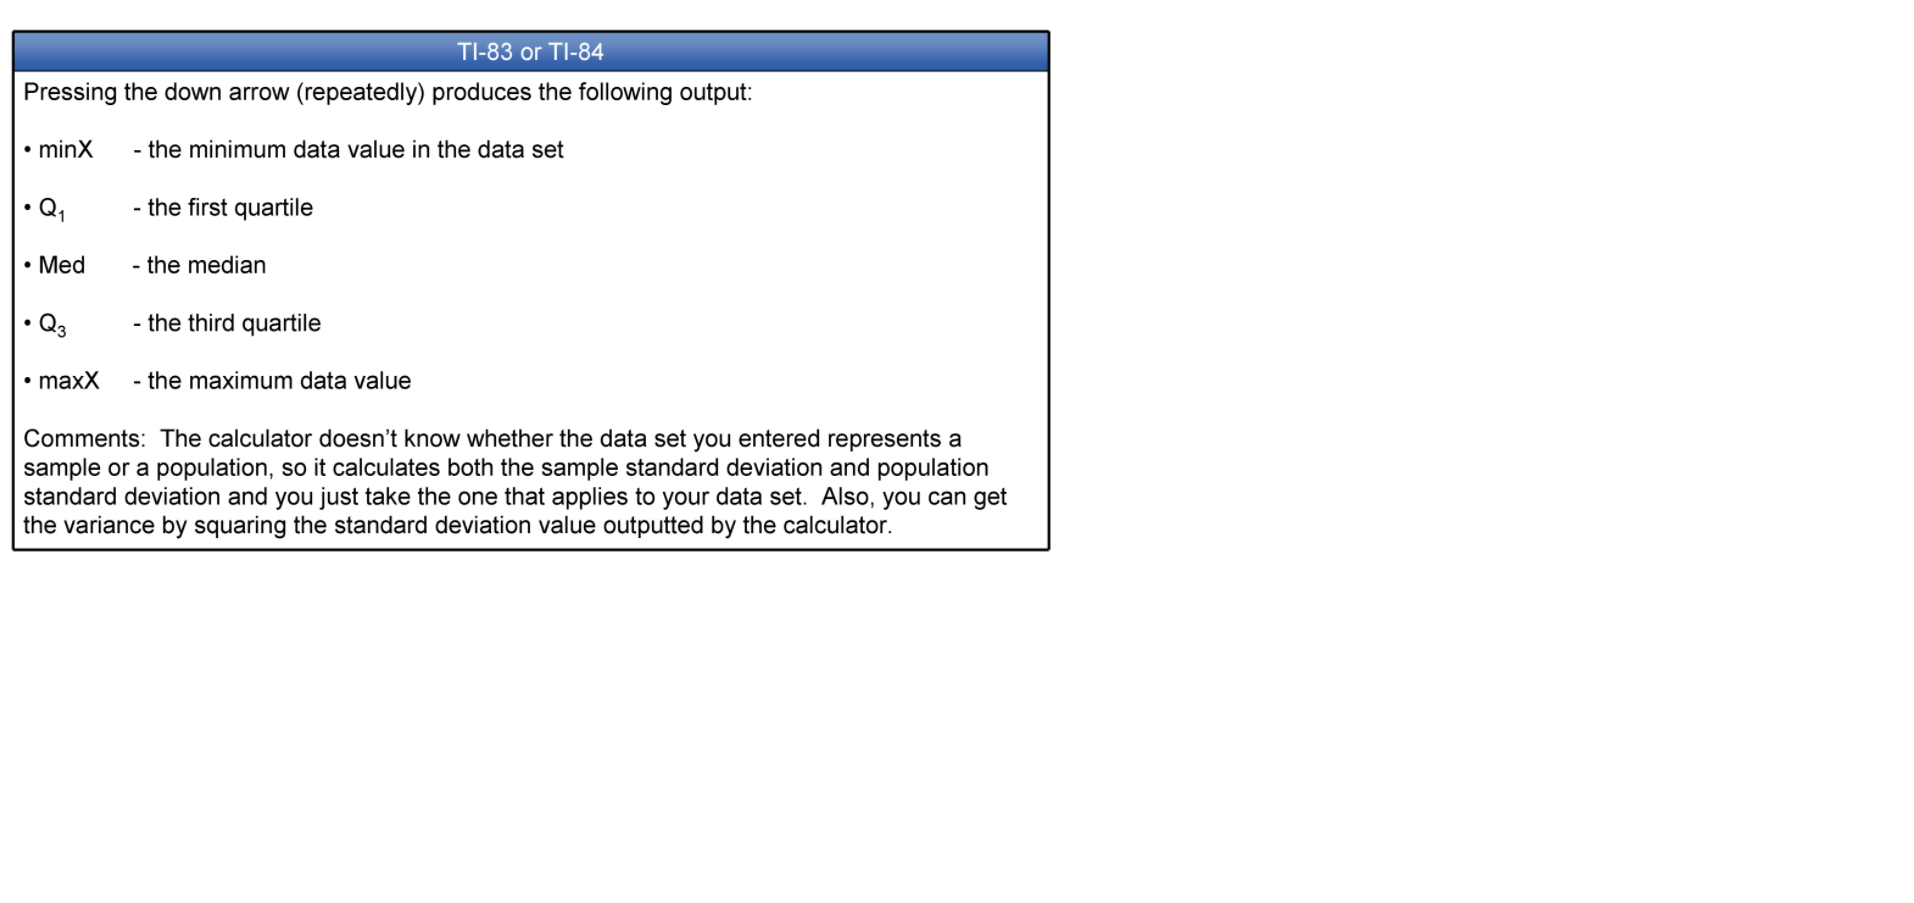 TI-83 or TI-84
Pressing the down arrow (repeatedly) produces the following output:
• minX - the minimum data value in the data set
• Q₁ - the first quartile
• Med - the median
• Q₃ - the third quartile
• maxX - the maximum data value
Comments:  The calculator doesn’t know whether the data set you entered represents a
sample or a population, so it calculates both the sample standard deviation and population
standard deviation and you just take the one that applies to your data set.  Also, you can get
the variance by squaring the standard deviation value outputted by the calculator.